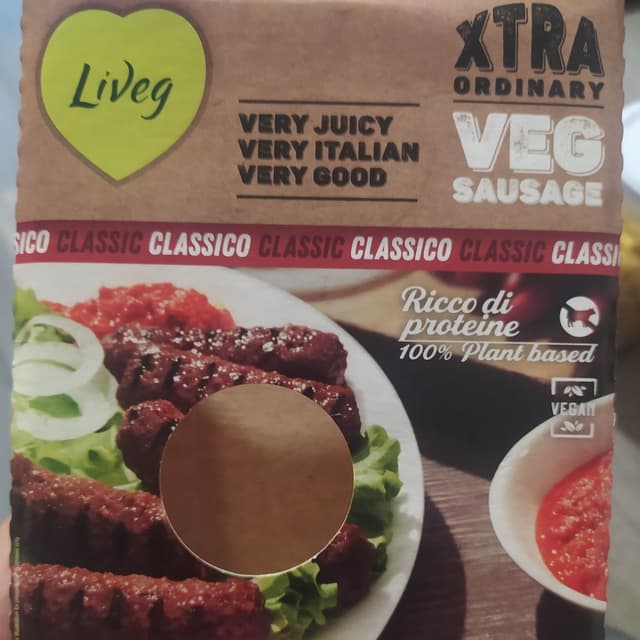 Liveg
XTRA
ORDINARY
VEG
SAUSAGE
VERY JUICY
VERY ITALIAN
VERY GOOD
SICO CLASSIC CLASSICO CLASSIC CLASSICO CLASSIC CLASSI
Ricco di
proteine
100% Plant based
VEGAN